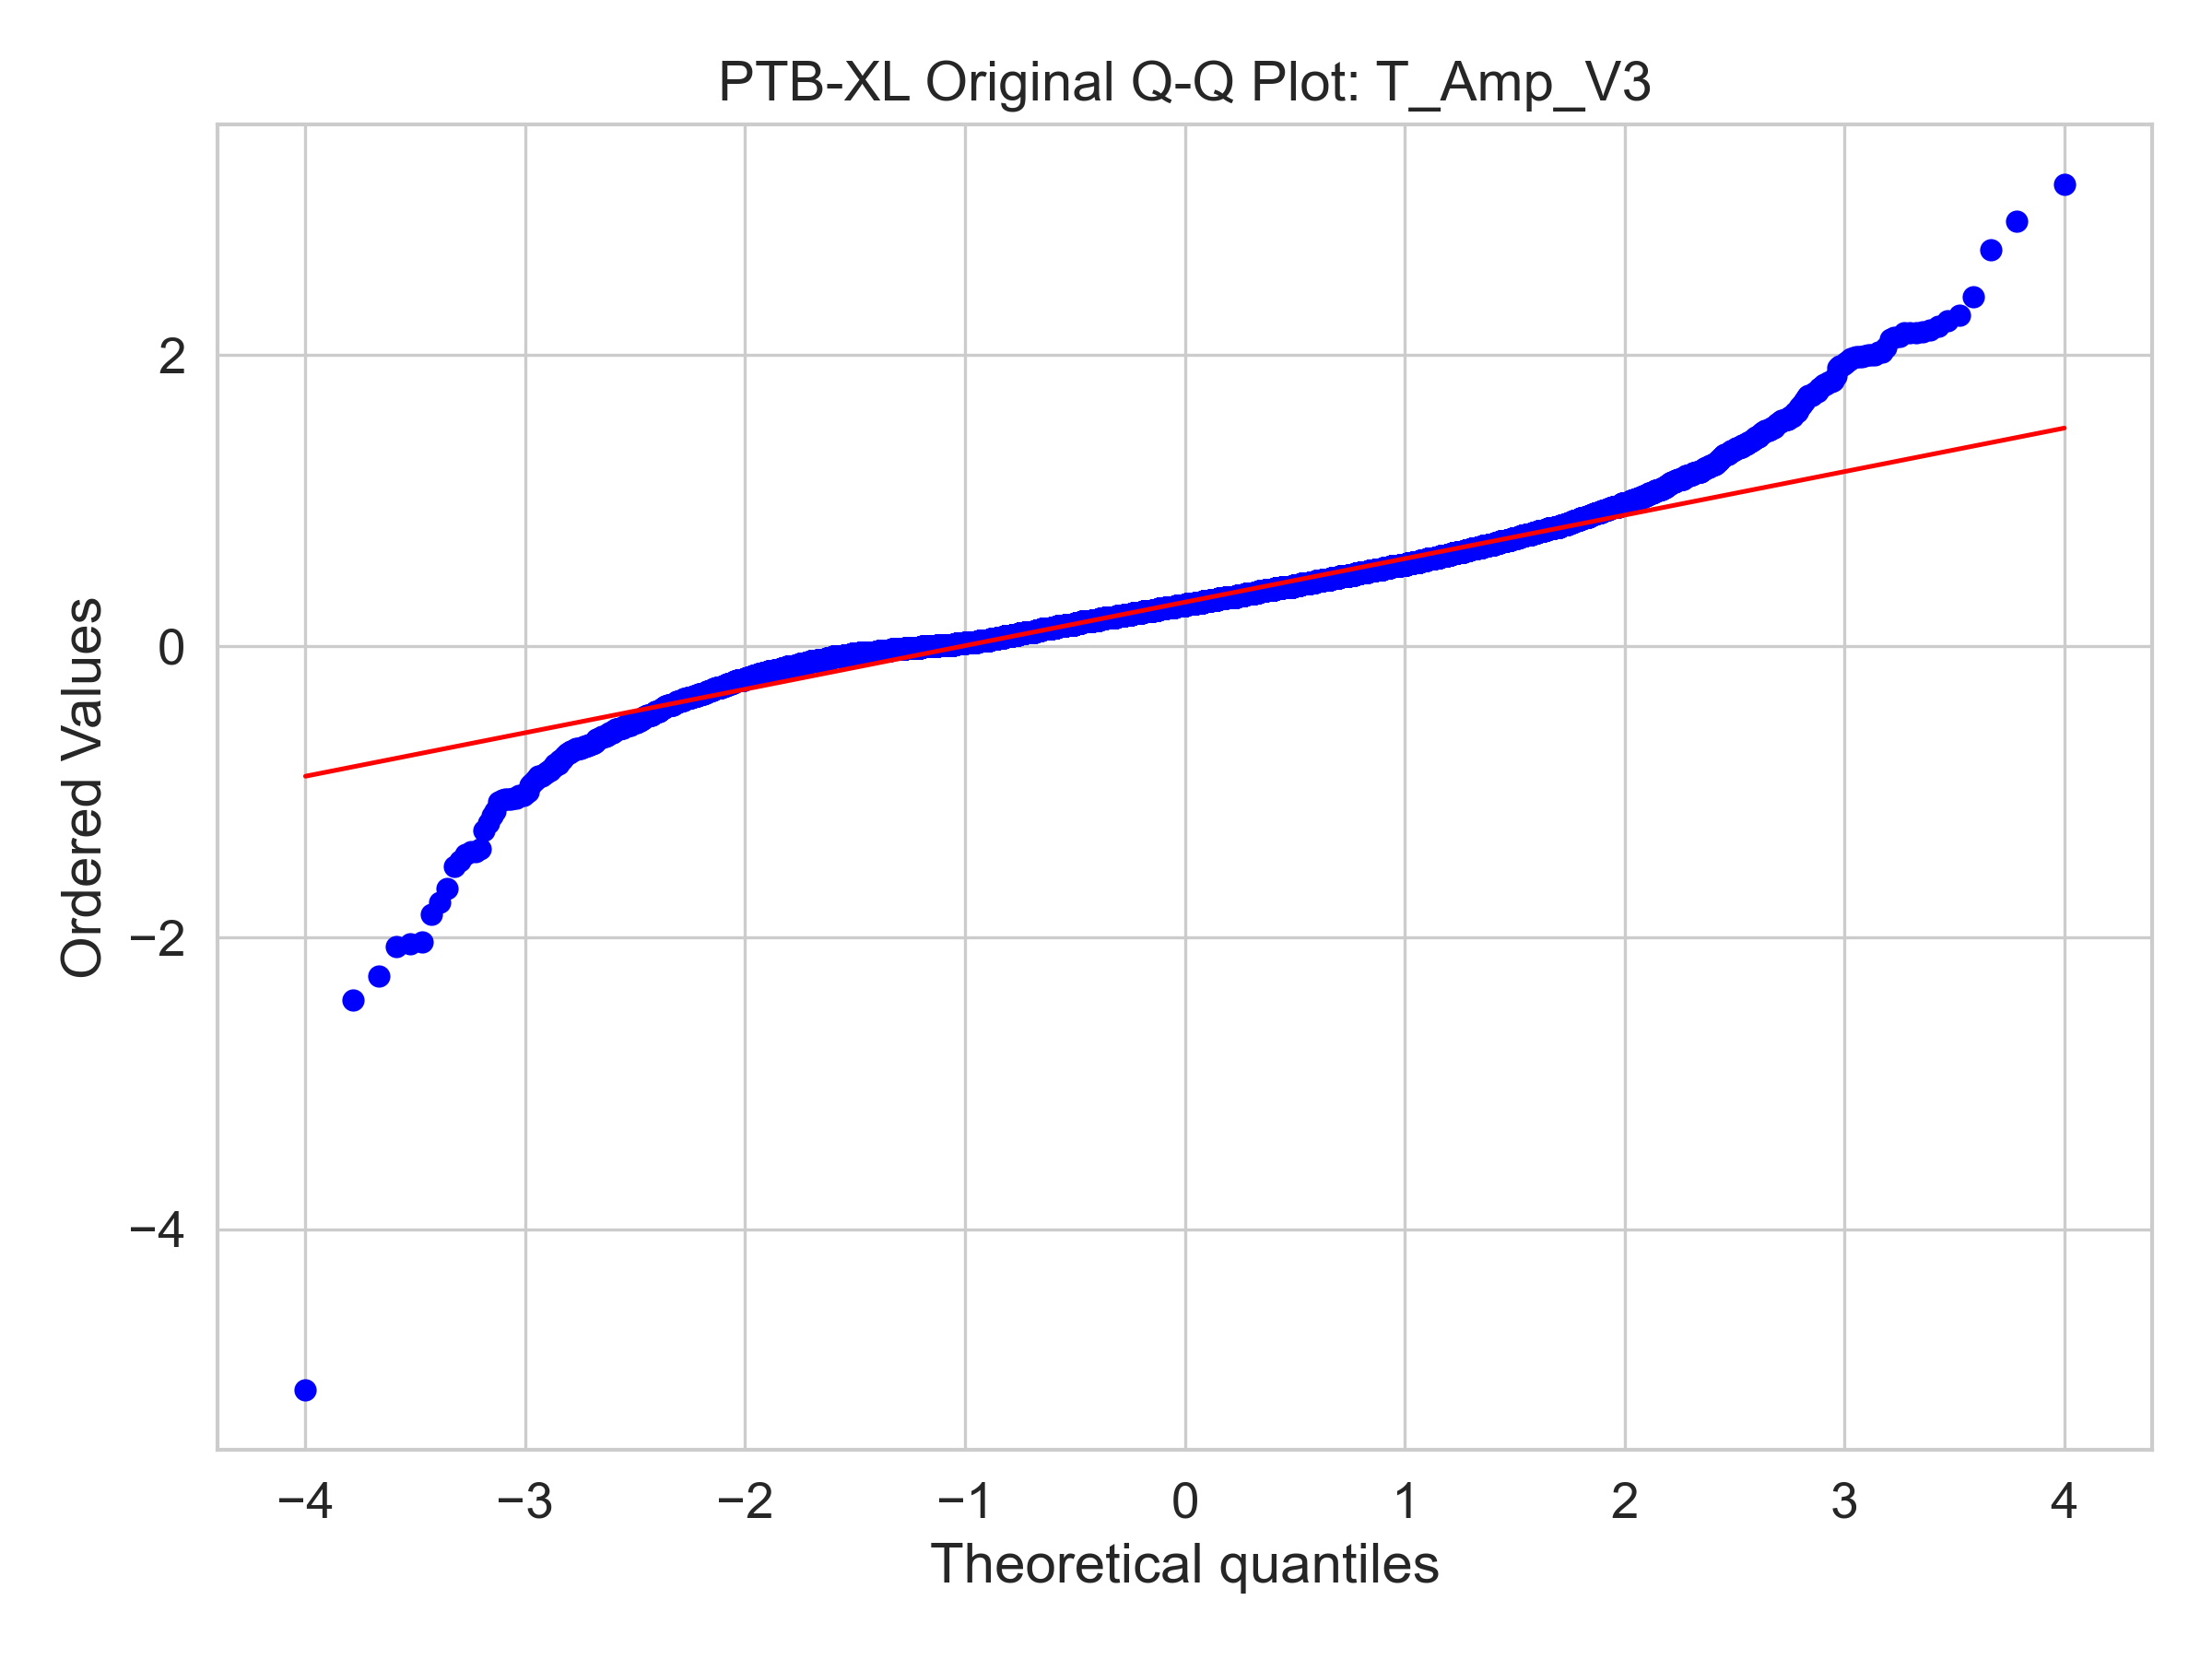 PTB-XL Original Q-Q Plot: T_Amp_V3
Ordered Values
2
0
−2
−4
−4 −3 −2 −1 0 1 2 3 4
Theoretical quantiles